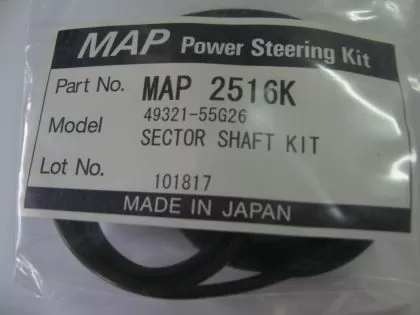 MAP Power Steering Kit
Part No. MAP 2516K
49321-55G26
Model SECTOR SHAFT KIT
Lot No. 101817
MADE IN JAPAN